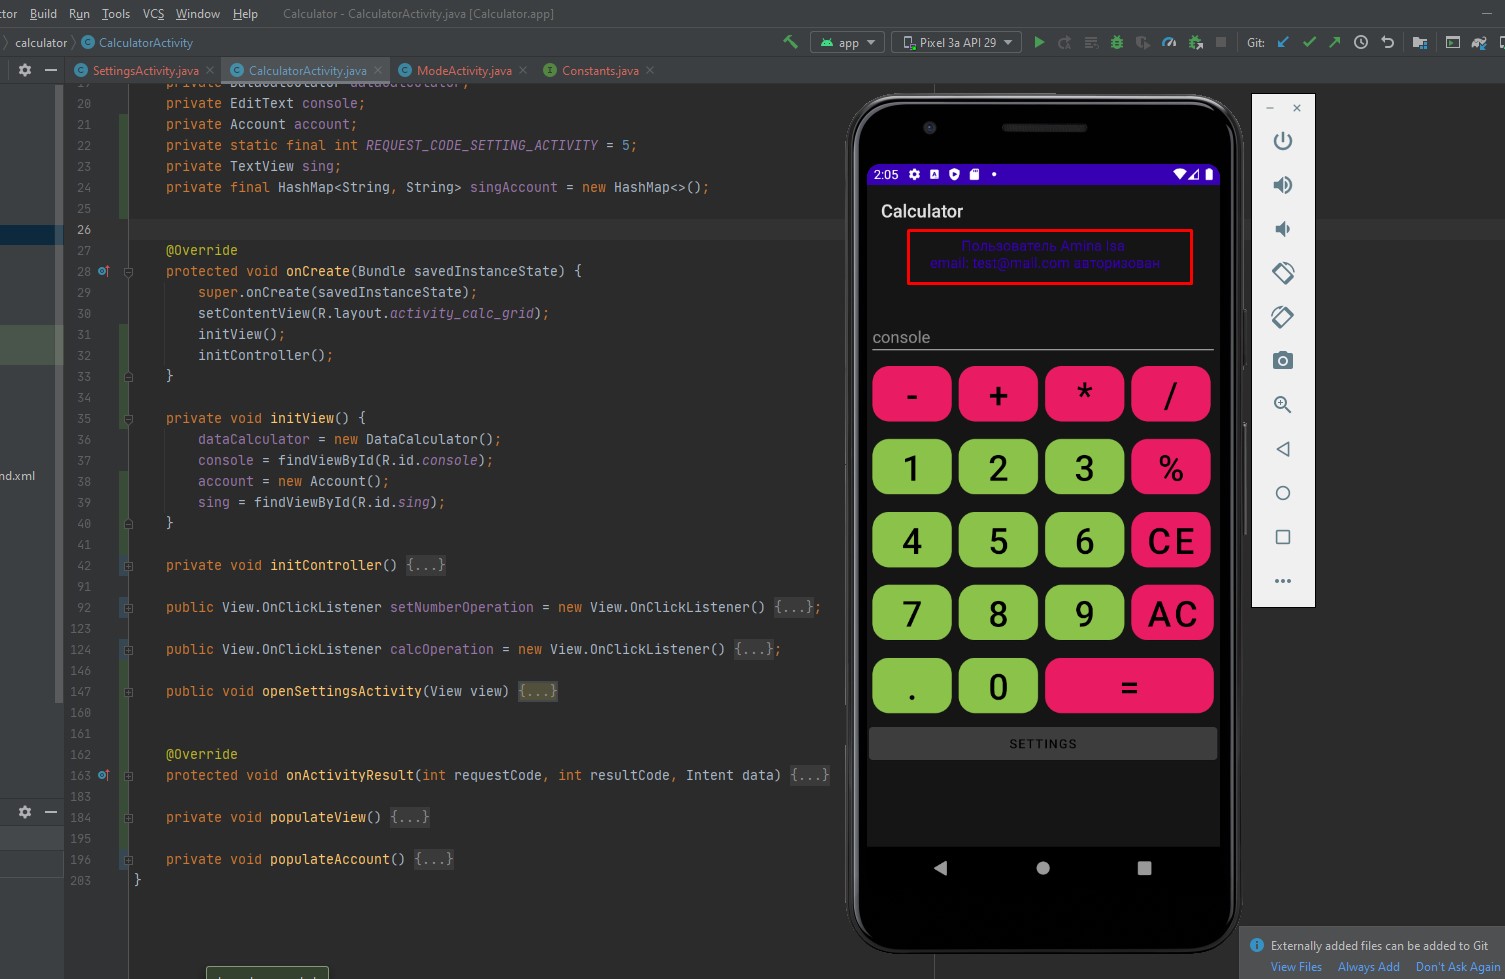 Build Run Tools VCS Window Help Calculator - CalculatorActivity.java [Calculator.app]
calculator CalculatorActivity app Pixel 3a API 29 Git:
SettingsActivity.java CalculatorActivity.java ModeActivity.java Constants.java
20 private EditText console;
21 private Account account;
22 private static final int REQUEST_CODE_SETTING_ACTIVITY = 5;
23 private TextView sing;
24 private final HashMap<String, String> singAccount = new HashMap<>();
25
26
27 @Override
28 protected void onCreate(Bundle savedInstanceState) {
29 super.onCreate(savedInstanceState);
30 setContentView(R.layout.activity_calc_grid);
31 initView();
32 initController();
33 }
34
35 private void initView() {
36 dataCalculator = new DataCalculator();
37 console = findViewById(R.id.console);
38 account = new Account();
39 sing = findViewById(R.id.sing);
40 }
41
42 private void initController() {...}
91
92 public View.OnClickListener setNumberOperation = new View.OnClickListener() {...};
123
124 public View.OnClickListener calcOperation = new View.OnClickListener() {...};
146
147 public void openSettingsActivity(View view) {...}
160
161
162 @Override
163 protected void onActivityResult(int requestCode, int resultCode, Intent data) {...}
183
184 private void populateView() {...}
195
196 private void populateAccount() {...}
203 }
nd.xml
2:05
Calculator
Пользователь Amina Isa
email: test@mail.com авторизован
console
- + * /
1 2 3 %
4 5 6 CE
7 8 9 AC
. 0 =
SETTINGS
Externally added files can be added to Git
View Files Always Add Don't Ask Again